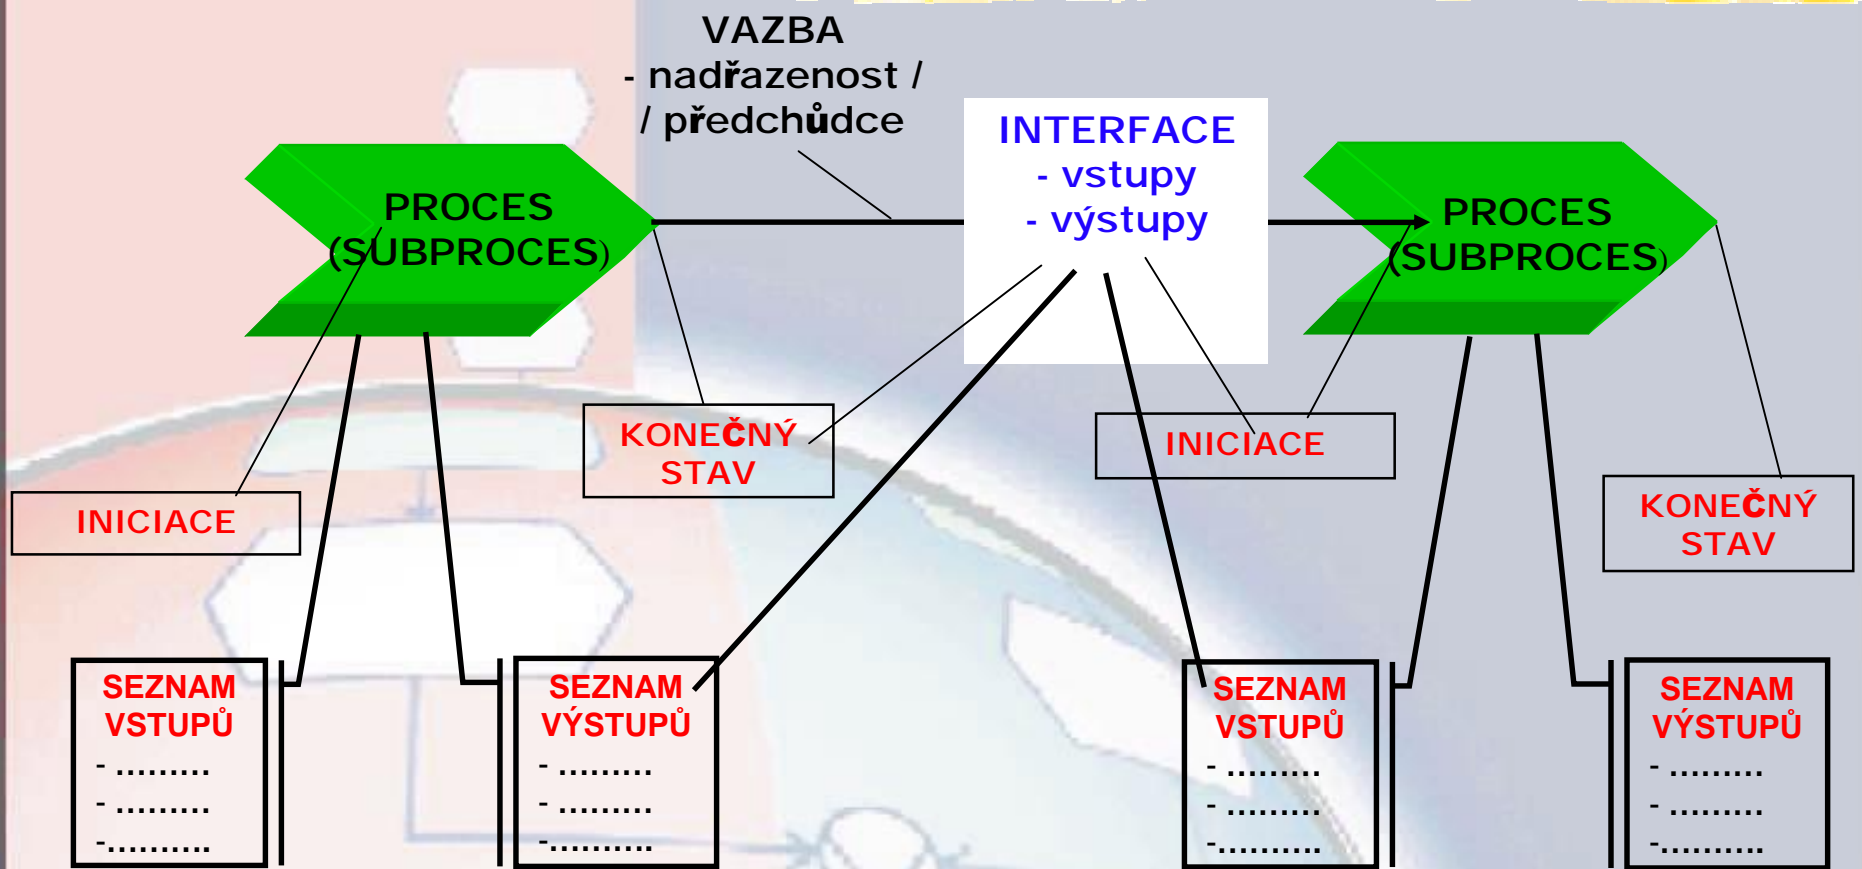 VAZBA
- nadřazenost /
/ předchůdce
INTERFACE
- vstupy
- výstupy
PROCES
(SUBPROCES)
PROCES
(SUBPROCES)
KONEČNÝ
STAV
INICIACE
INICIACE
KONEČNÝ
STAV
SEZNAM
VSTUPŮ
- .........
- .........
-..........
SEZNAM
VÝSTUPŮ
- .........
- .........
-..........
SEZNAM
VSTUPŮ
- .........
- .........
-..........
SEZNAM
VÝSTUPŮ
- .........
- .........
-..........